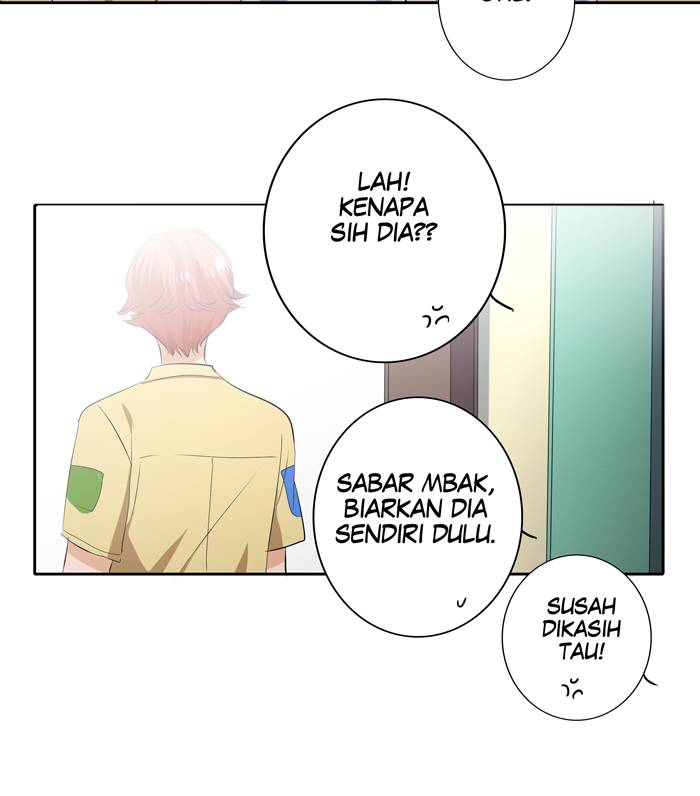 LAH!
KENAPA
SIH DIA??
SABAR MBAK,
BIARKAN DIA
SENDIRI DULU.
SUSAH
DIKASIH
TAU!